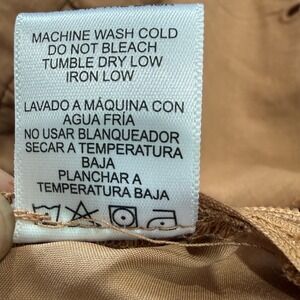 MACHINE WASH COLD
DO NOT BLEACH
TUMBLE DRY LOW
IRON LOW
LAVADO A MÁQUINA CON
AGUA FRÍA
NO USAR BLANQUEADOR
SECAR A TEMPERATURA
BAJA
PLANCHAR A
TEMPERATURA BAJA